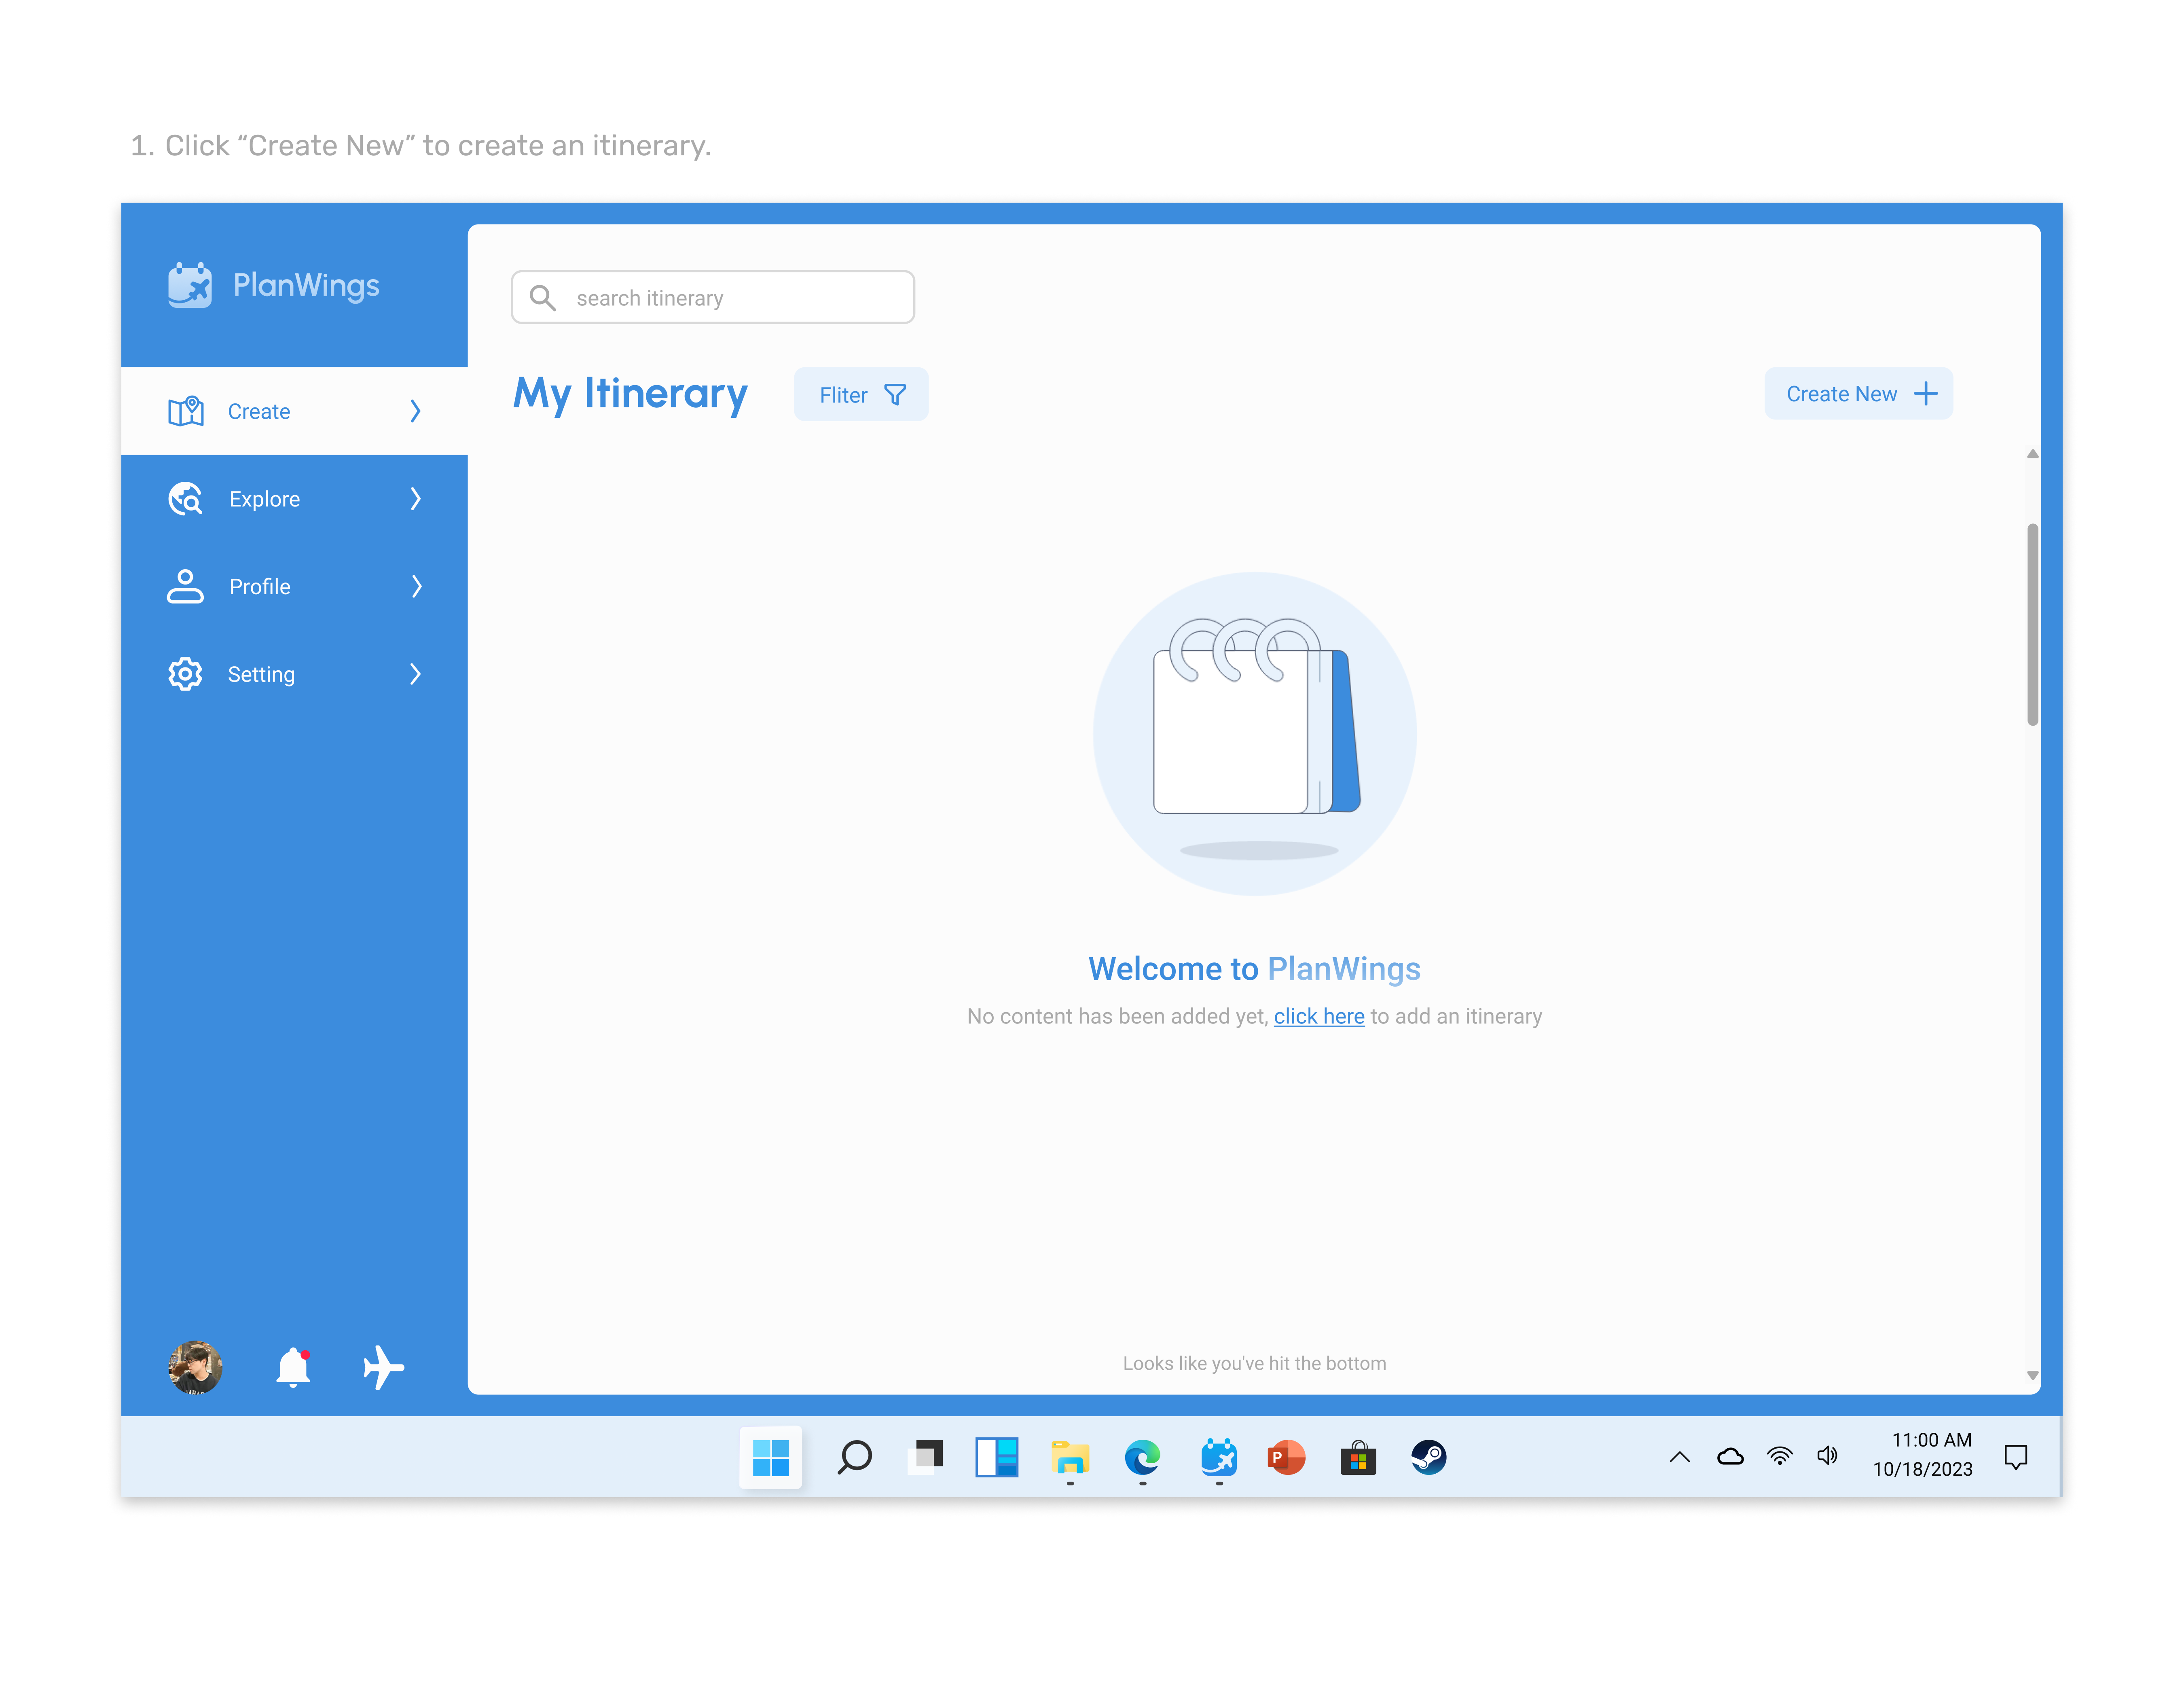 1. Click “Create New” to create an itinerary.
PlanWings
search itinerary
My Itinerary
Fliter
Create New
Create
Explore
Profile
Setting
Welcome to PlanWings
No content has been added yet, click here to add an itinerary
Looks like you've hit the bottom
P
11:00 AM
10/18/2023